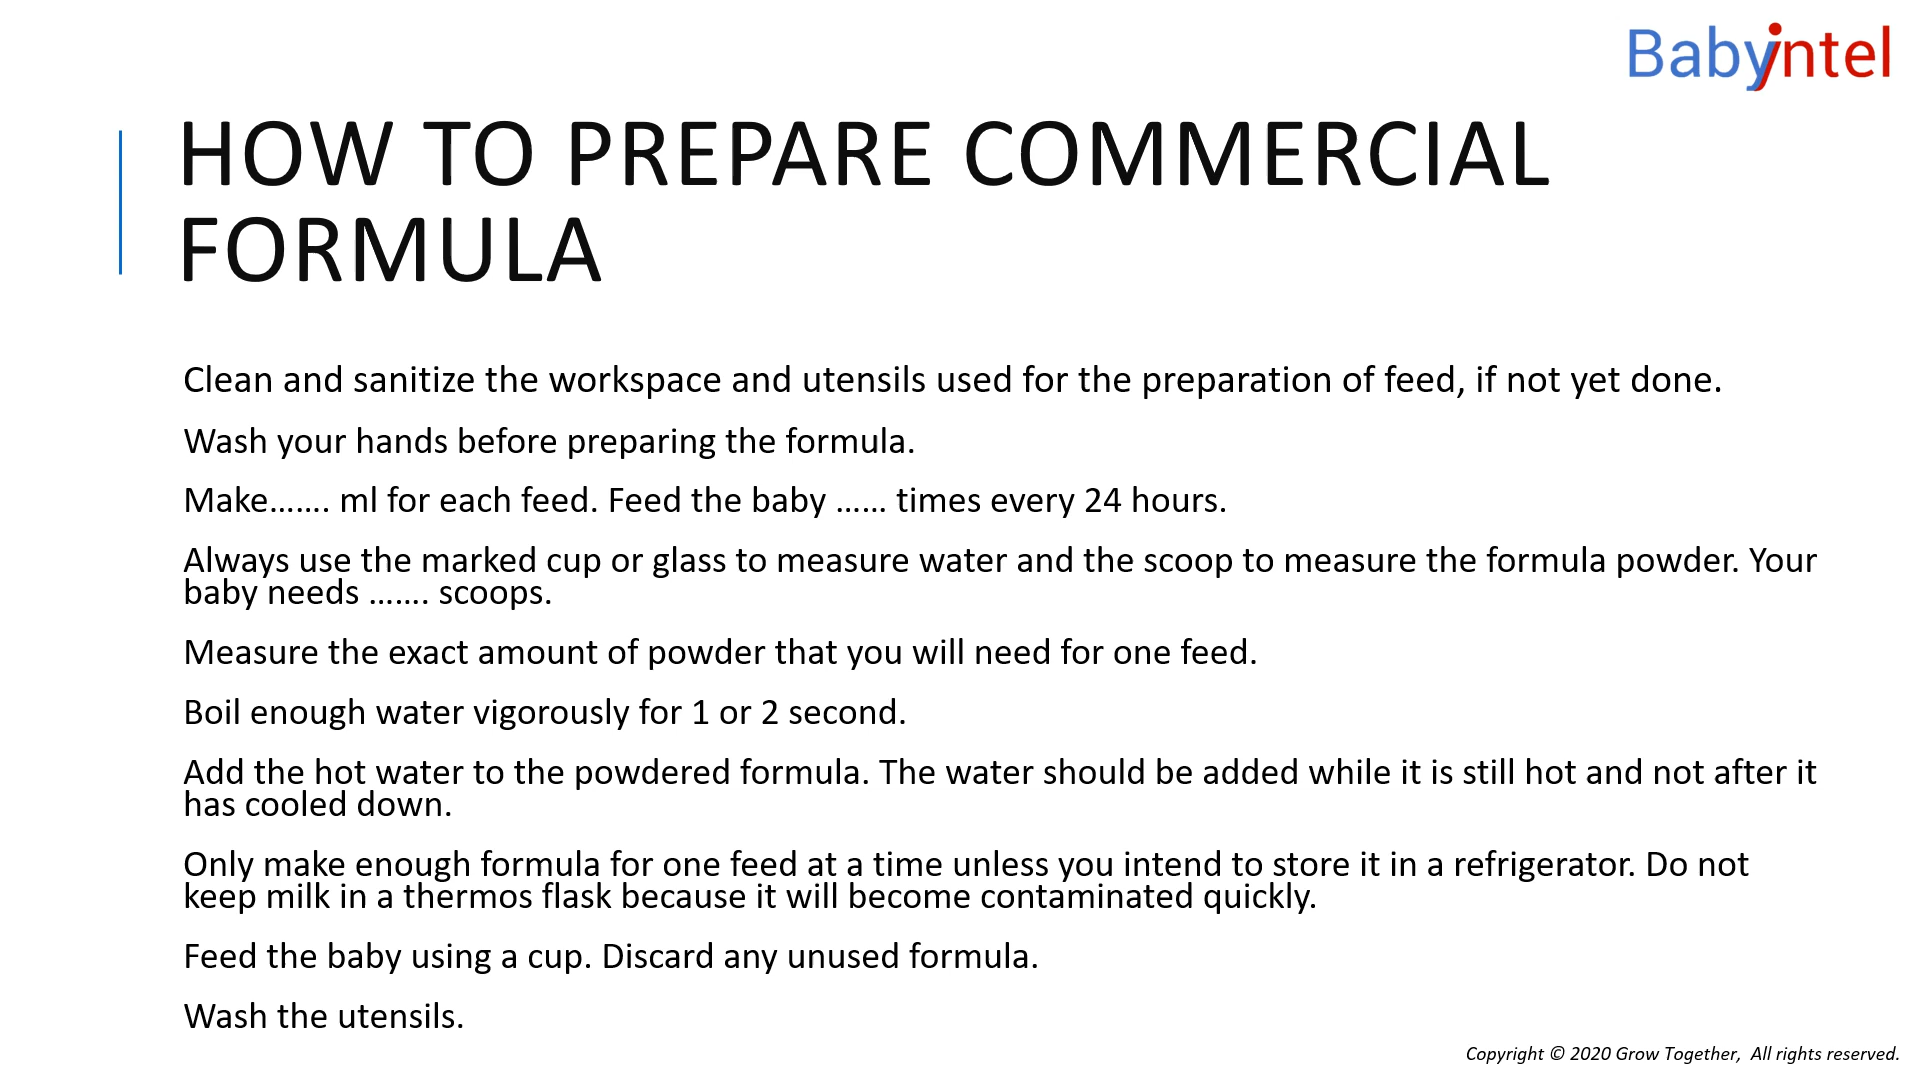 Babyintel
HOW TO PREPARE COMMERCIAL
FORMULA
Clean and sanitize the workspace and utensils used for the preparation of feed, if not yet done.
Wash your hands before preparing the formula.
Make....... ml for each feed. Feed the baby ...... times every 24 hours.
Always use the marked cup or glass to measure water and the scoop to measure the formula powder. Your
baby needs ....... scoops.
Measure the exact amount of powder that you will need for one feed.
Boil enough water vigorously for 1 or 2 second.
Add the hot water to the powdered formula. The water should be added while it is still hot and not after it
has cooled down.
Only make enough formula for one feed at a time unless you intend to store it in a refrigerator. Do not
keep milk in a thermos flask because it will become contaminated quickly.
Feed the baby using a cup. Discard any unused formula.
Wash the utensils.
Copyright © 2020 Grow Together, All rights reserved.